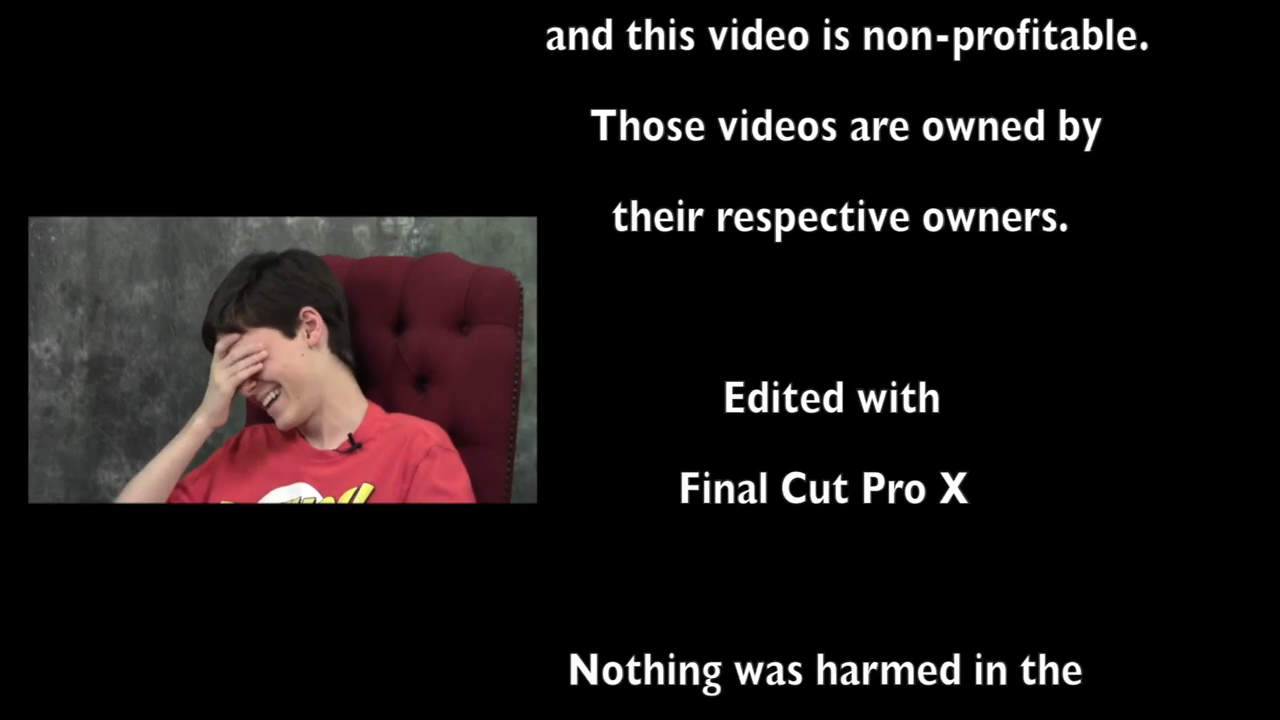 and this video is non-profitable.
Those videos are owned by
their respective owners.
Edited with
Final Cut Pro X
Nothing was harmed in the